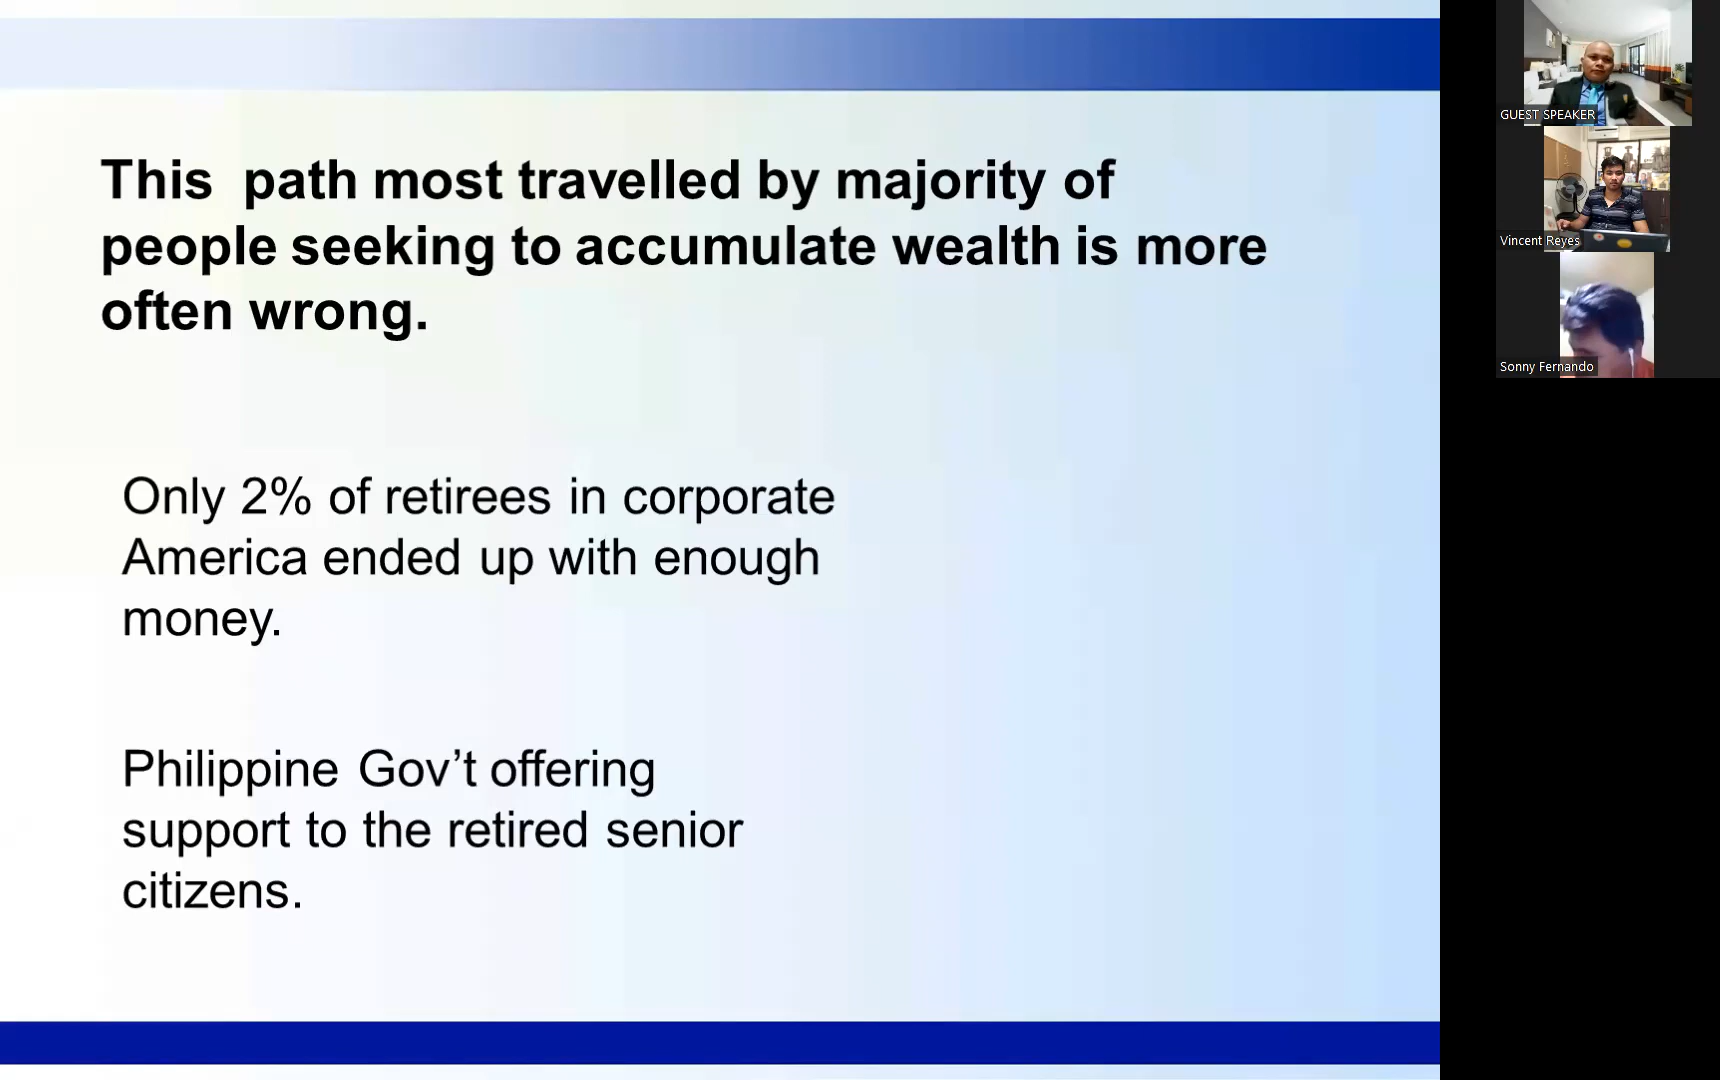 This  path most travelled by majority of
people seeking to accumulate wealth is more
often wrong.
Only 2% of retirees in corporate
America ended up with enough
money.
Philippine Gov’t offering
support to the retired senior
citizens.
GUEST SPEAKER
Vincent Reyes
Sonny Fernando